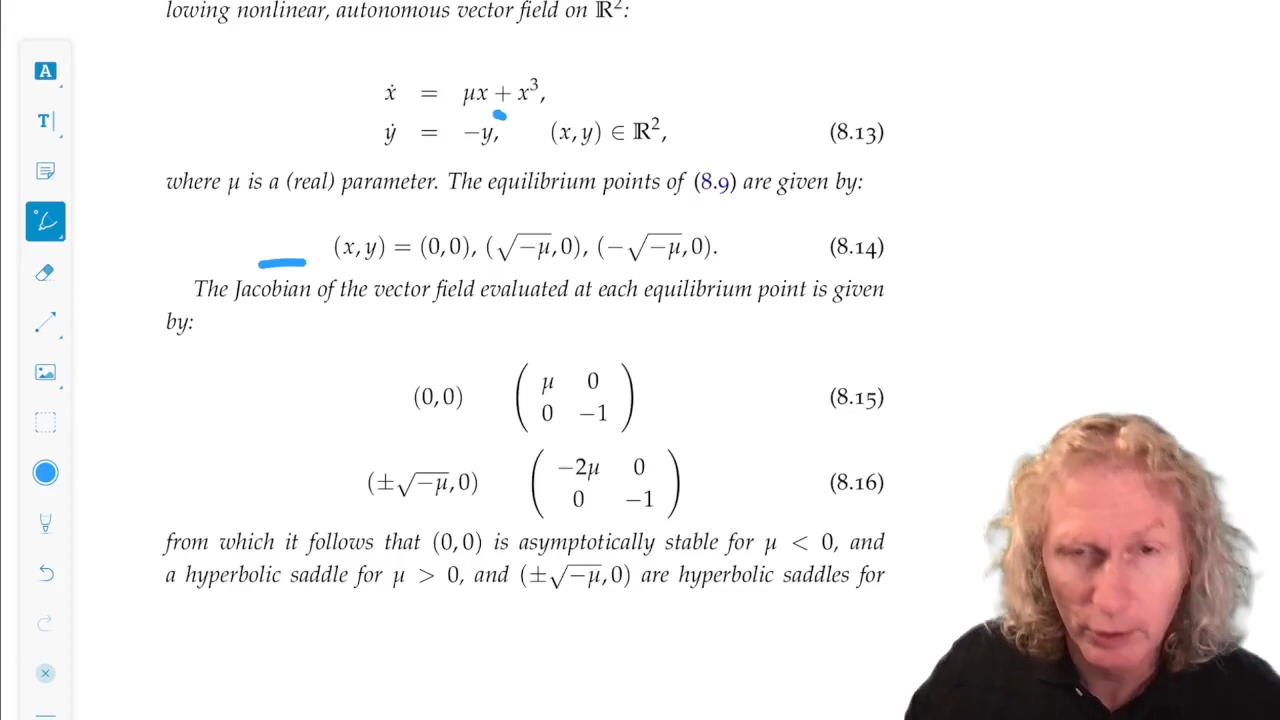 lowing nonlinear, autonomous vector field on ℝ²:
ẋ = μx + x³,
ẏ = −y, (x, y) ∈ ℝ², (8.13)
where μ is a (real) parameter. The equilibrium points of (8.9) are given by:
(x, y) = (0, 0), (√−μ, 0), (−√−μ, 0). (8.14)
The Jacobian of the vector field evaluated at each equilibrium point is given
by:
(0, 0) ( μ 0 ; 0 −1 ) (8.15)
(±√−μ, 0) ( −2μ 0 ; 0 −1 ) (8.16)
from which it follows that (0, 0) is asymptotically stable for μ < 0, and
a hyperbolic saddle for μ > 0, and (±√−μ, 0) are hyperbolic saddles for
A
T